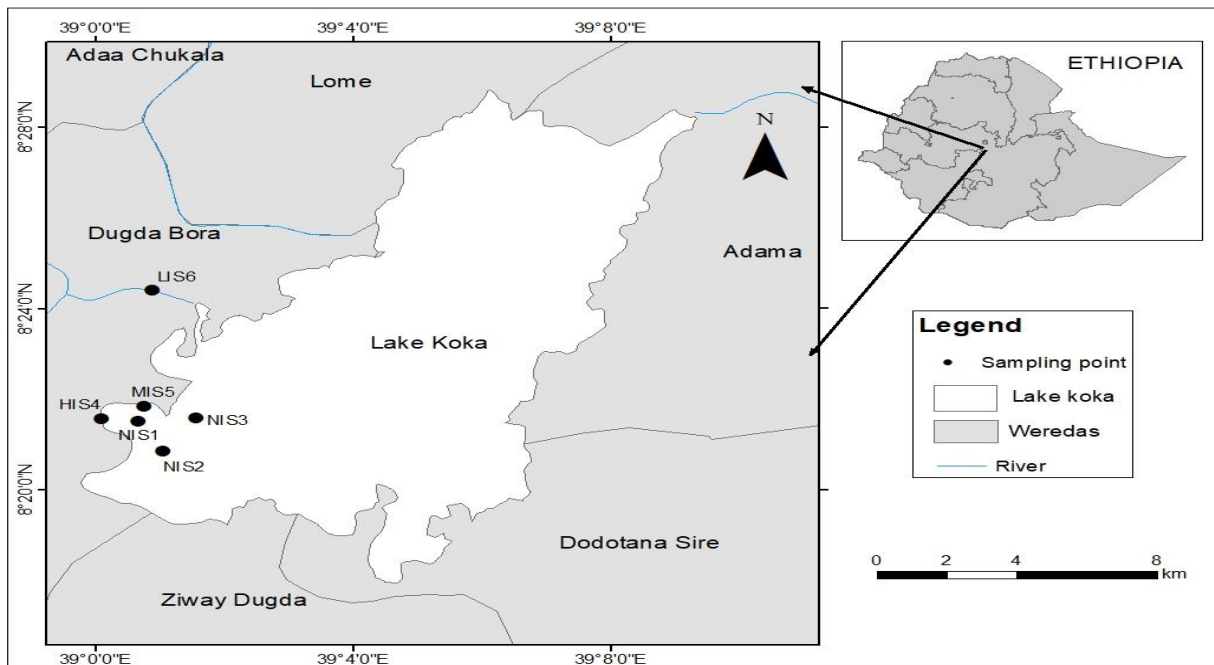 39°0'0"E
39°4'0"E
39°8'0"E
Adaa Chukala
Lome
ETHIOPIA
8°28'0"N
N
Dugda Bora
Adama
LIS6
8°24'0"N
Lake Koka
Legend
Sampling point
Lake koka
Weredas
River
MIS5
HIS4
NIS3
NIS1
NIS2
8°20'0"N
Dodotana Sire
0 2 4 8
km
Ziway Dugda
39°0'0"E
39°4'0"E
39°8'0"E